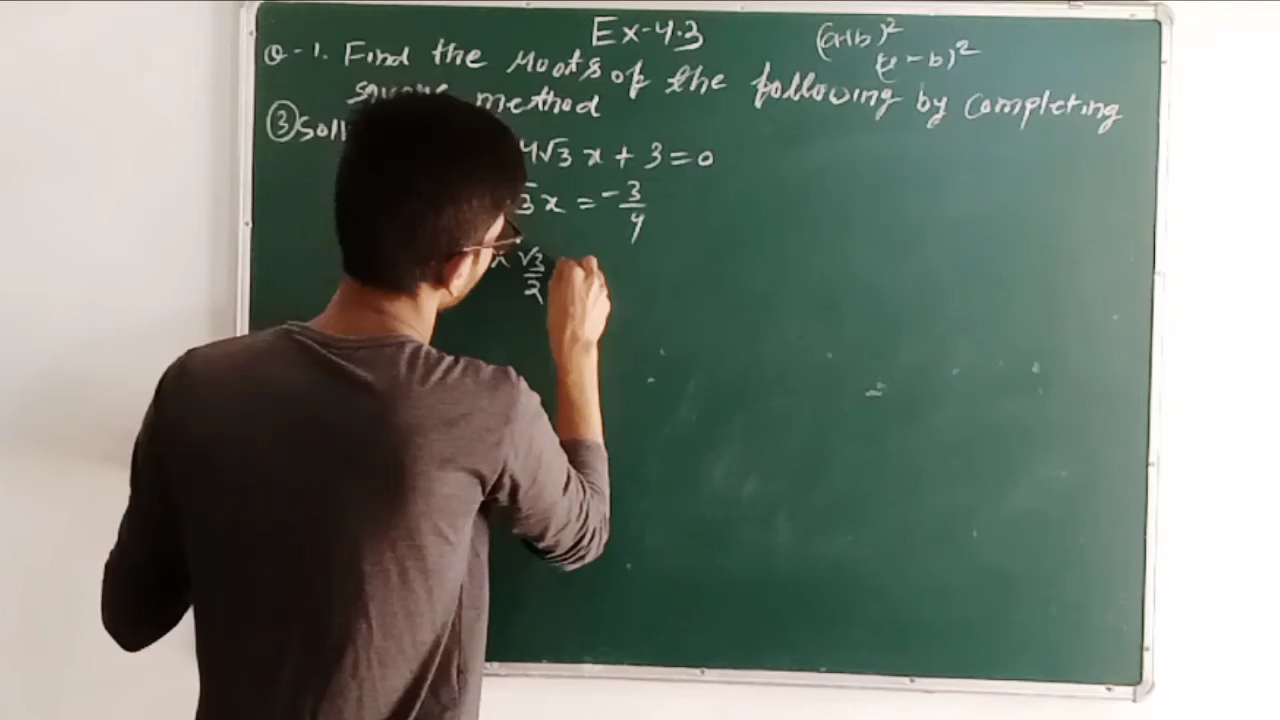 Ex-4.3
(a+b)²
(a-b)²
Q-1. Find the roots of the following by completing
square method
③ Soln
4√3 x + 3 = 0
3 x = -3/4
√3/2